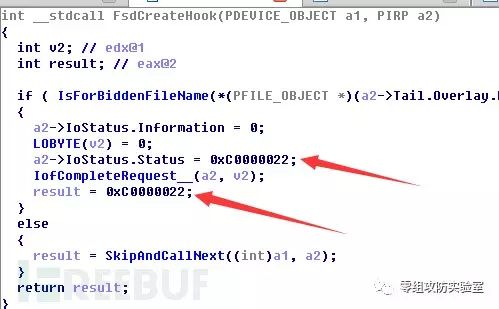 int __stdcall FsdCreateHook(PDEVICE_OBJECT a1, PIRP a2)
{
int v2; // edx@1
int result; // eax@2
if ( IsForBiddenFileName(*(PFILE_OBJECT *)(a2->Tail.Overlay.
{
a2->IoStatus.Information = 0;
LOBYTE(v2) = 0;
a2->IoStatus.Status = 0xC0000022;
IofCompleteRequest__(a2, v2);
result = 0xC0000022;
}
else
{
result = SkipAndCallNext((int)a1, a2);
}
return result;
}
REEBUF
零组攻防实验室